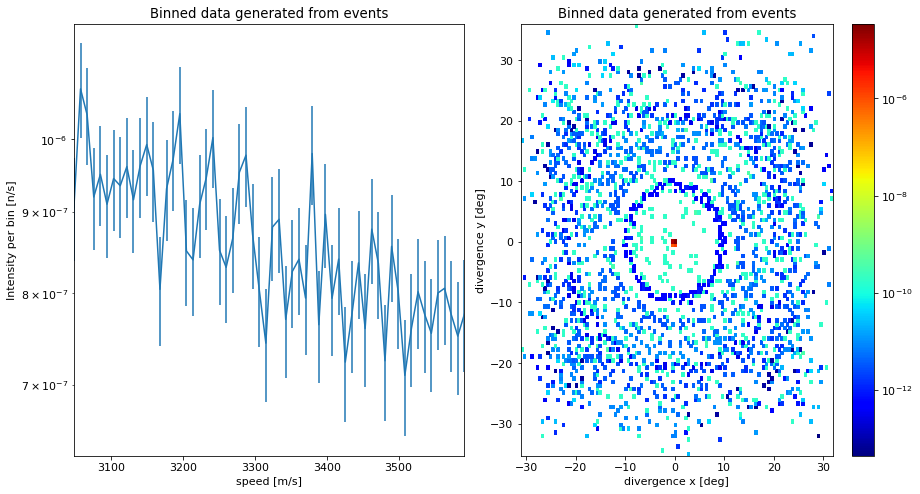 Binned data generated from events
Intensity per bin [n/s]
10⁻⁶
9 × 10⁻⁷
8 × 10⁻⁷
7 × 10⁻⁷
3100 3200 3300 3400 3500
speed [m/s]
Binned data generated from events
divergence y [deg]
30
20
10
0
−10
−20
−30
−30 −20 −10 0 10 20 30
divergence x [deg]
10⁻⁶
10⁻⁸
10⁻¹⁰
10⁻¹²